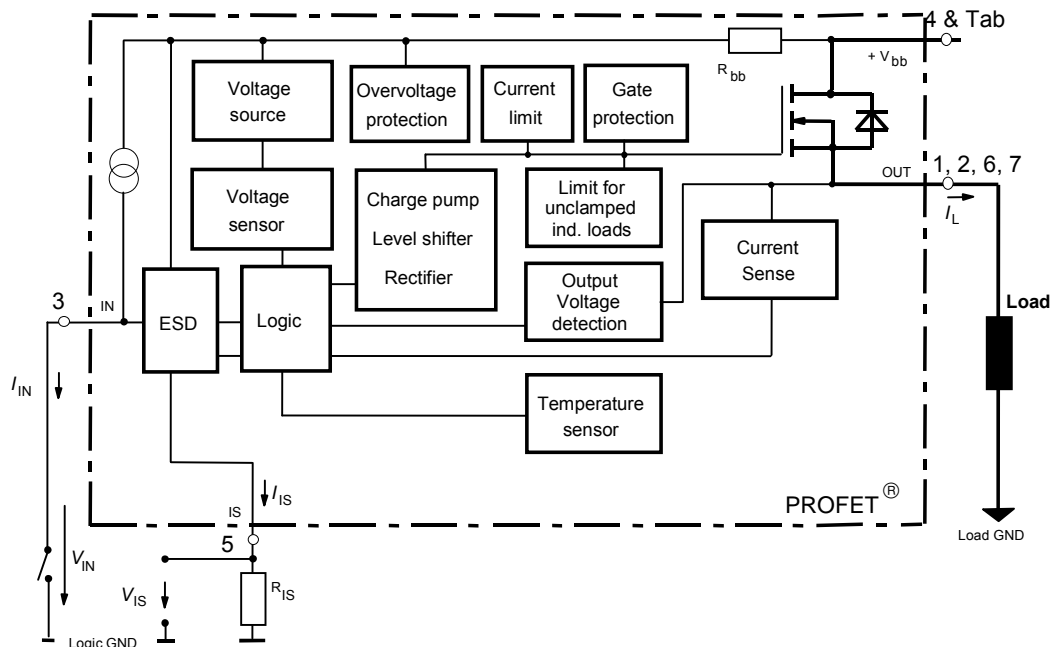 4 & Tab
R bb
+ V bb
Voltage
source
Overvoltage
protection
Current
limit
Gate
protection
Voltage
sensor
Charge pump
Level shifter
Rectifier
Limit for
unclamped
ind. loads
OUT
1, 2, 6, 7
I L
Current
Sense
3
IN
ESD
Logic
Output
Voltage
detection
Load
I IN
Temperature
sensor
I IS
IS
PROFET ®
Load GND
5
V IN
V IS
R IS
Logic GND